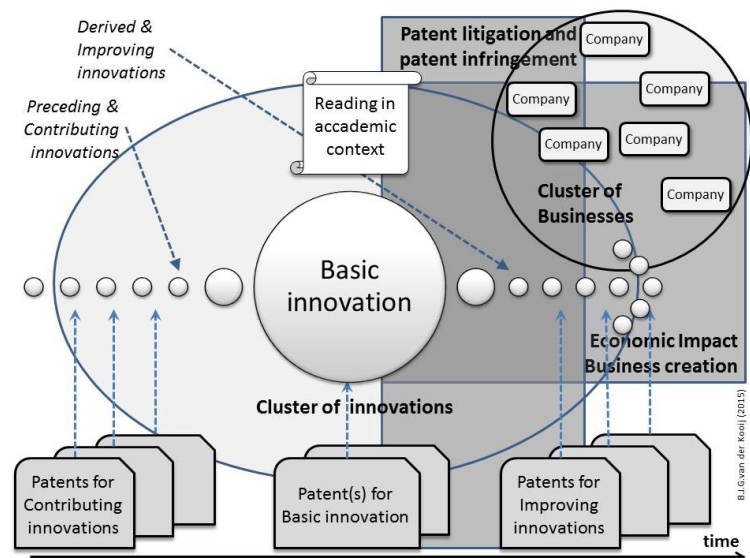 Derived &
Improving
innovations
Preceding &
Contributing
innovations
Reading in
accademic
context
Patent litigation and
patent infringement
Company
Company
Company
Company
Company
Company
Cluster of
Businesses
Basic
innovation
Economic Impact
Business creation
Cluster of innovations
Patents for
Contributing
innovations
Patent(s) for
Basic innovation
Patents for
Improving
innovations
B.J.G.van der Kooij (2015)
time